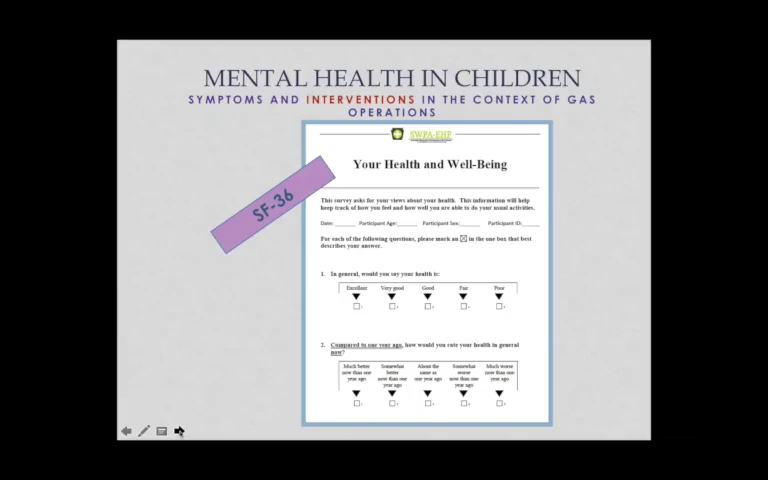 MENTAL HEALTH IN CHILDREN
SYMPTOMS AND INTERVENTIONS IN THE CONTEXT OF GAS
OPERATIONS
SWPA-EHP
Your Health and Well-Being
SF-36
This survey asks for your views about your health. This information will help
keep track of how you feel and how well you are able to do your usual activities.
Date: ______ Participant Age:______ Participant Sex:______ Participant ID:______
For each of the following questions, please mark an ☒ in the one box that best
describes your answer.
1. In general, would you say your health is:
Excellent Very good Good Fair Poor
2. Compared to one year ago, how would you rate your health in general
now?
Much better now than one year ago
Somewhat better now than one year ago
About the same as one year ago
Somewhat worse now than one year ago
Much worse now than one year ago